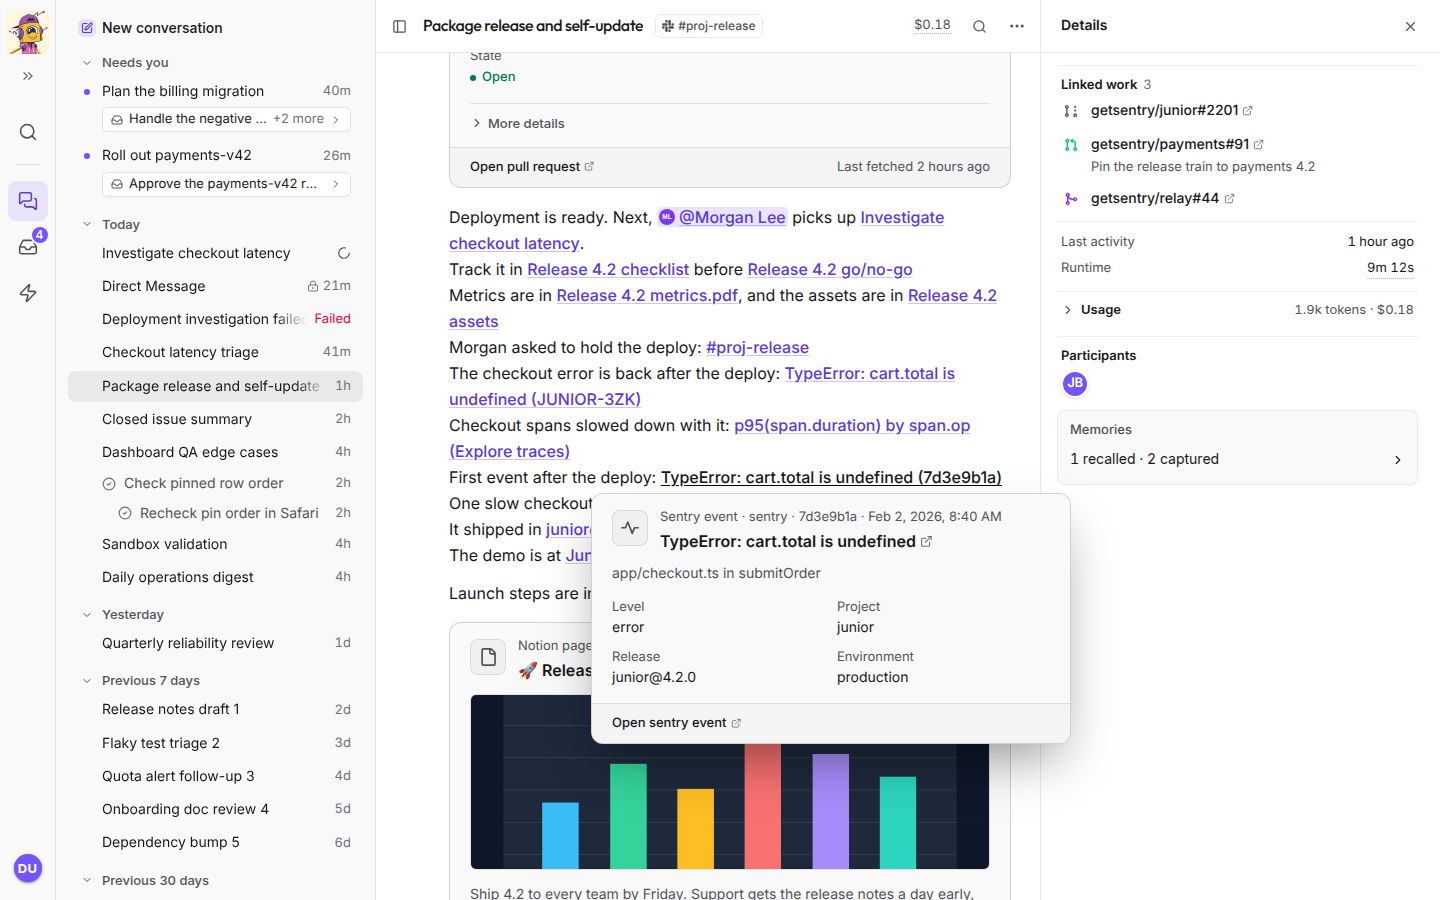 New conversation
Needs you
Plan the billing migration 40m
Handle the negative ... +2 more
Roll out payments-v42 26m
Approve the payments-v42 r...
Today
Investigate checkout latency
Direct Message 21m
Deployment investigation failed Failed
Checkout latency triage 41m
Package release and self-update 1h
Closed issue summary 2h
Dashboard QA edge cases 4h
Check pinned row order 2h
Recheck pin order in Safari 2h
Sandbox validation 4h
Daily operations digest 4h
Yesterday
Quarterly reliability review 1d
Previous 7 days
Release notes draft 1 2d
Flaky test triage 2 3d
Quota alert follow-up 3 4d
Onboarding doc review 4 5d
Dependency bump 5 6d
Previous 30 days
4
DU
Package release and self-update #proj-release $0.18
State
Open
More details
Open pull request Last fetched 2 hours ago
Deployment is ready. Next, ML @Morgan Lee picks up Investigate
checkout latency.
Track it in Release 4.2 checklist before Release 4.2 go/no-go
Metrics are in Release 4.2 metrics.pdf, and the assets are in Release 4.2
assets
Morgan asked to hold the deploy: #proj-release
The checkout error is back after the deploy: TypeError: cart.total is
undefined (JUNIOR-3ZK)
Checkout spans slowed down with it: p95(span.duration) by span.op
(Explore traces)
First event after the deploy: TypeError: cart.total is undefined (7d3e9b1a)
One slow checkout
It shipped in junior
The demo is at Jun
Launch steps are in
Notion page
🚀 Releas
Ship 4.2 to every team by Friday. Support gets the release notes a day early,
Sentry event · sentry · 7d3e9b1a · Feb 2, 2026, 8:40 AM
TypeError: cart.total is undefined
app/checkout.ts in submitOrder
Level Project
error junior
Release Environment
junior@4.2.0 production
Open sentry event
Details
Linked work 3
getsentry/junior#2201
getsentry/payments#91
Pin the release train to payments 4.2
getsentry/relay#44
Last activity 1 hour ago
Runtime 9m 12s
Usage 1.9k tokens · $0.18
Participants
JB
Memories
1 recalled · 2 captured